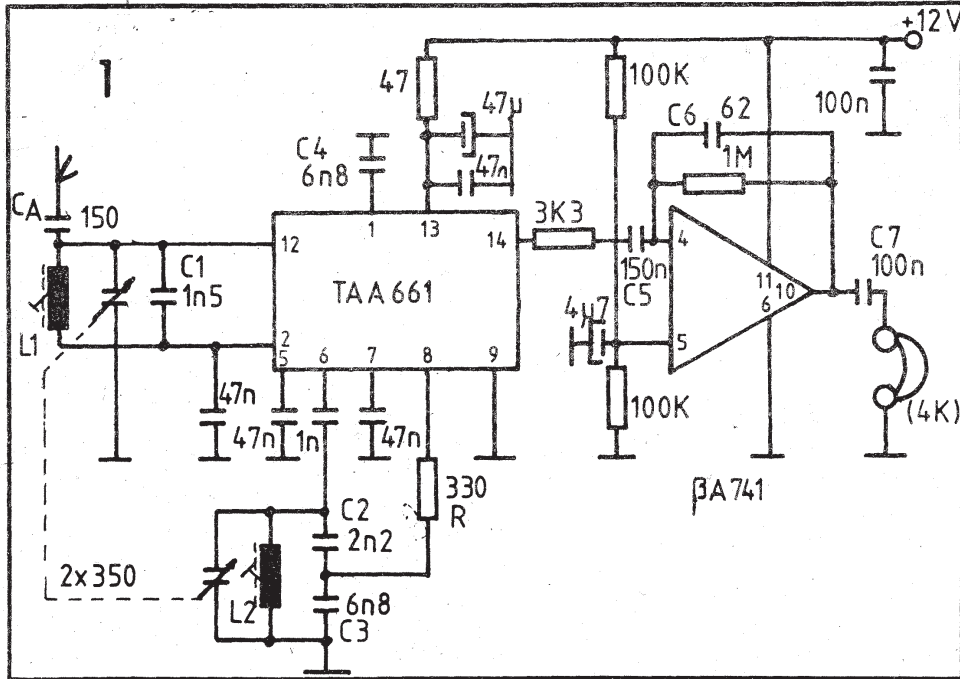 1
+12V
47
100K
100n
47µ
C6 62
1M
C4
6n8
47n
CA 150
3K3
1 13
12
14
4
C1
1n5
TAA661
150n
C5
11 10
6
C7
100n
4µ7
L1
2
5 6 7 8 9
5
47n
47n 1n 47n
100K
(4K)
330
R
βA741
C2
2n2
2x350
L2
6n8
C3